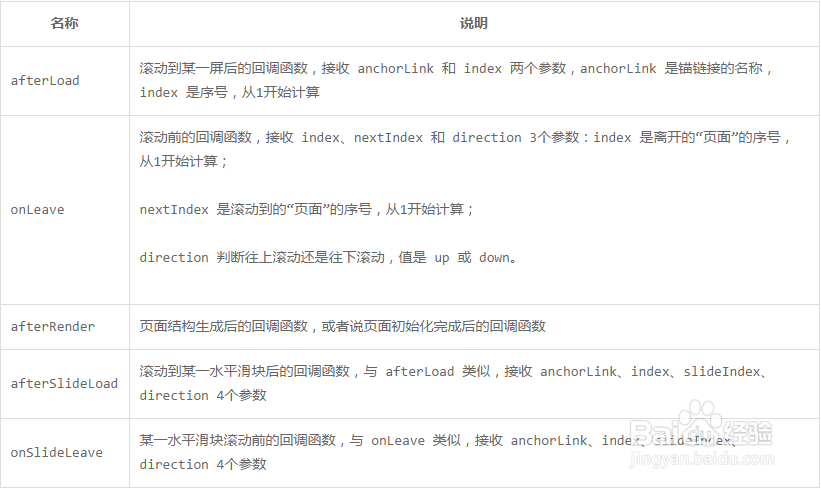 名称
说明
afterLoad
滚动到某一屏后的回调函数，接收 anchorLink 和 index 两个参数，anchorLink 是锚链接的名称，
index 是序号，从1开始计算
onLeave
滚动前的回调函数，接收 index、nextIndex 和 direction 3个参数：index 是离开的“页面”的序号，
从1开始计算；
nextIndex 是滚动到的“页面”的序号，从1开始计算；
direction 判断往上滚动还是往下滚动，值是 up 或 down。
afterRender
页面结构生成后的回调函数，或者说页面初始化完成后的回调函数
afterSlideLoad
滚动到某一水平滑块后的回调函数，与 afterLoad 类似，接收 anchorLink、index、slideIndex、
direction 4个参数
onSlideLeave
某一水平滑块滚动前的回调函数，与 onLeave 类似，接收 anchorLink、index、slideIndex、
direction 4个参数
Baidu 经验
jingyan.baidu.com